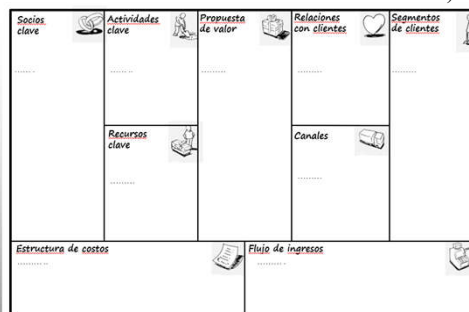 Socios
clave
........
Actividades
clave
........
Propuesta
de valor
.........
Relaciones
con clientes
.........
Segmentos
de clientes
.........
Recursos
clave
.........
Canales
.........
Estructura de costos
..........
Flujo de ingresos
..........